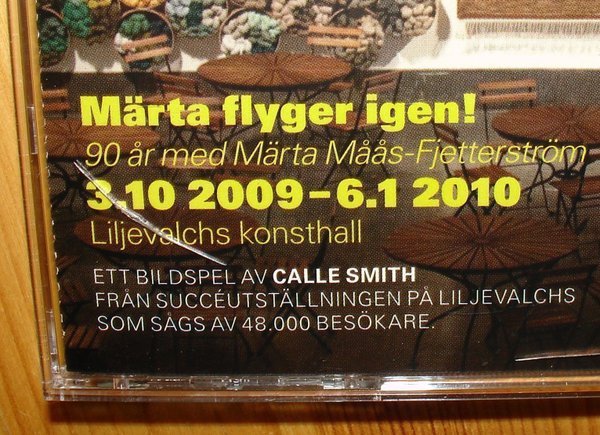 Märta flyger igen!
90 år med Märta Måås-Fjetterström
3.10 2009–6.1 2010
Liljevalchs konsthall
ETT BILDSPEL AV CALLE SMITH
FRÅN SUCCÉUTSTÄLLNINGEN PÅ LILJEVALCHS
SOM SÅGS AV 48.000 BESÖKARE.